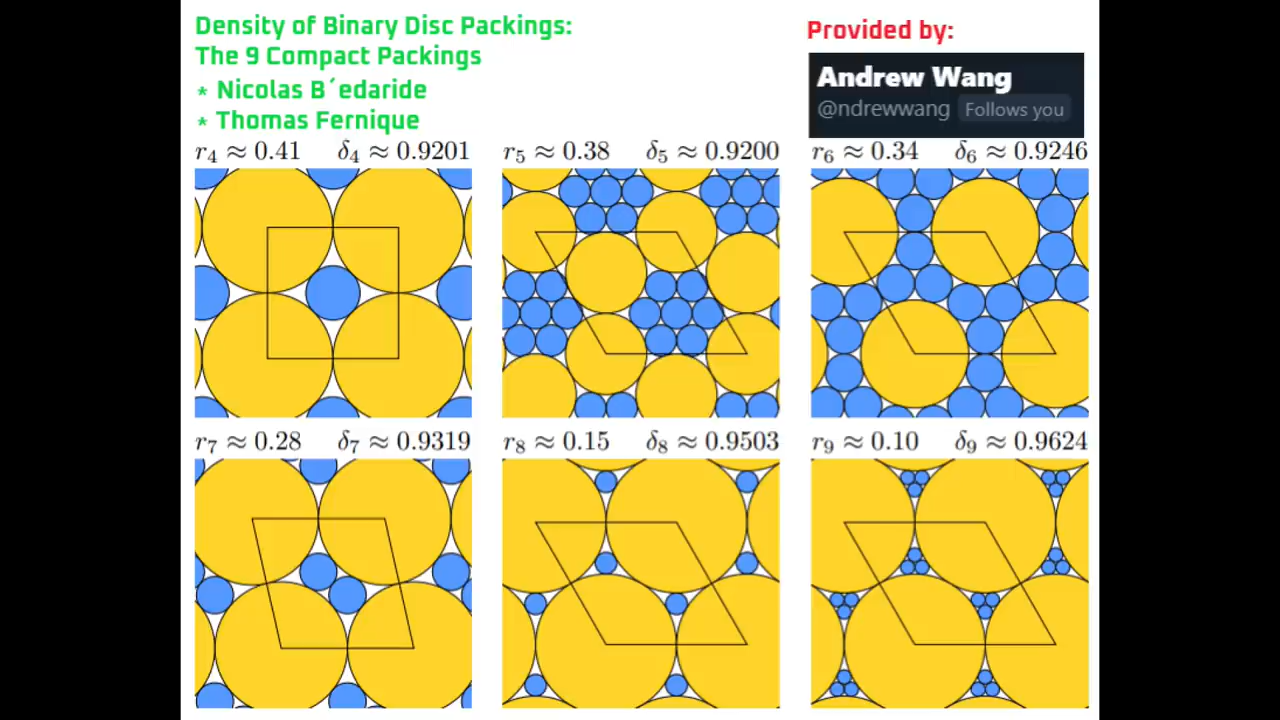 Density of Binary Disc Packings:
The 9 Compact Packings
* Nicolas B´edaride
* Thomas Fernique
Provided by:
Andrew Wang
@ndrewwang Follows you
r₄ ≈ 0.41 δ₄ ≈ 0.9201
r₅ ≈ 0.38 δ₅ ≈ 0.9200
r₆ ≈ 0.34 δ₆ ≈ 0.9246
r₇ ≈ 0.28 δ₇ ≈ 0.9319
r₈ ≈ 0.15 δ₈ ≈ 0.9503
r₉ ≈ 0.10 δ₉ ≈ 0.9624